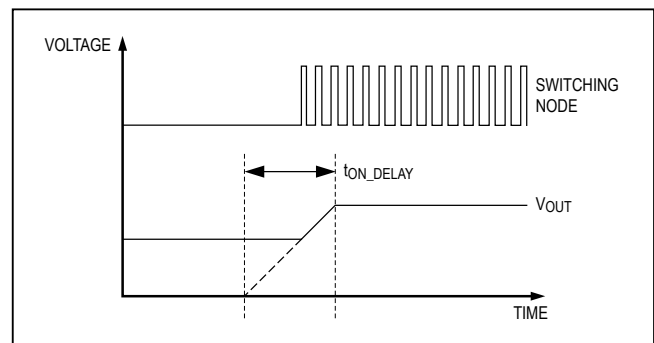 VOLTAGE
SWITCHING
NODE
tON_DELAY
VOUT
TIME